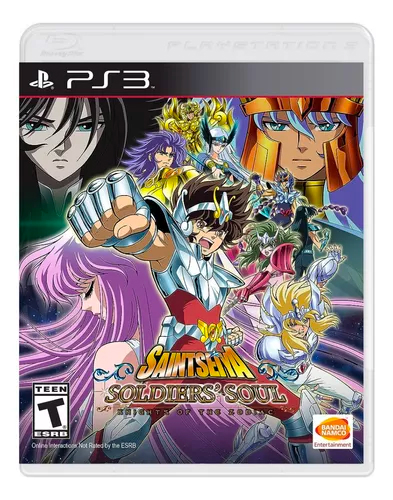 PLAYSTATION 3
PS3
SAINTSEIYA
SOLDIERS' SOUL
KNIGHTS OF THE ZODIAC
TEEN
T
ESRB
Online Interactions Not Rated by the ESRB
BANDAI
NAMCO
Entertainment